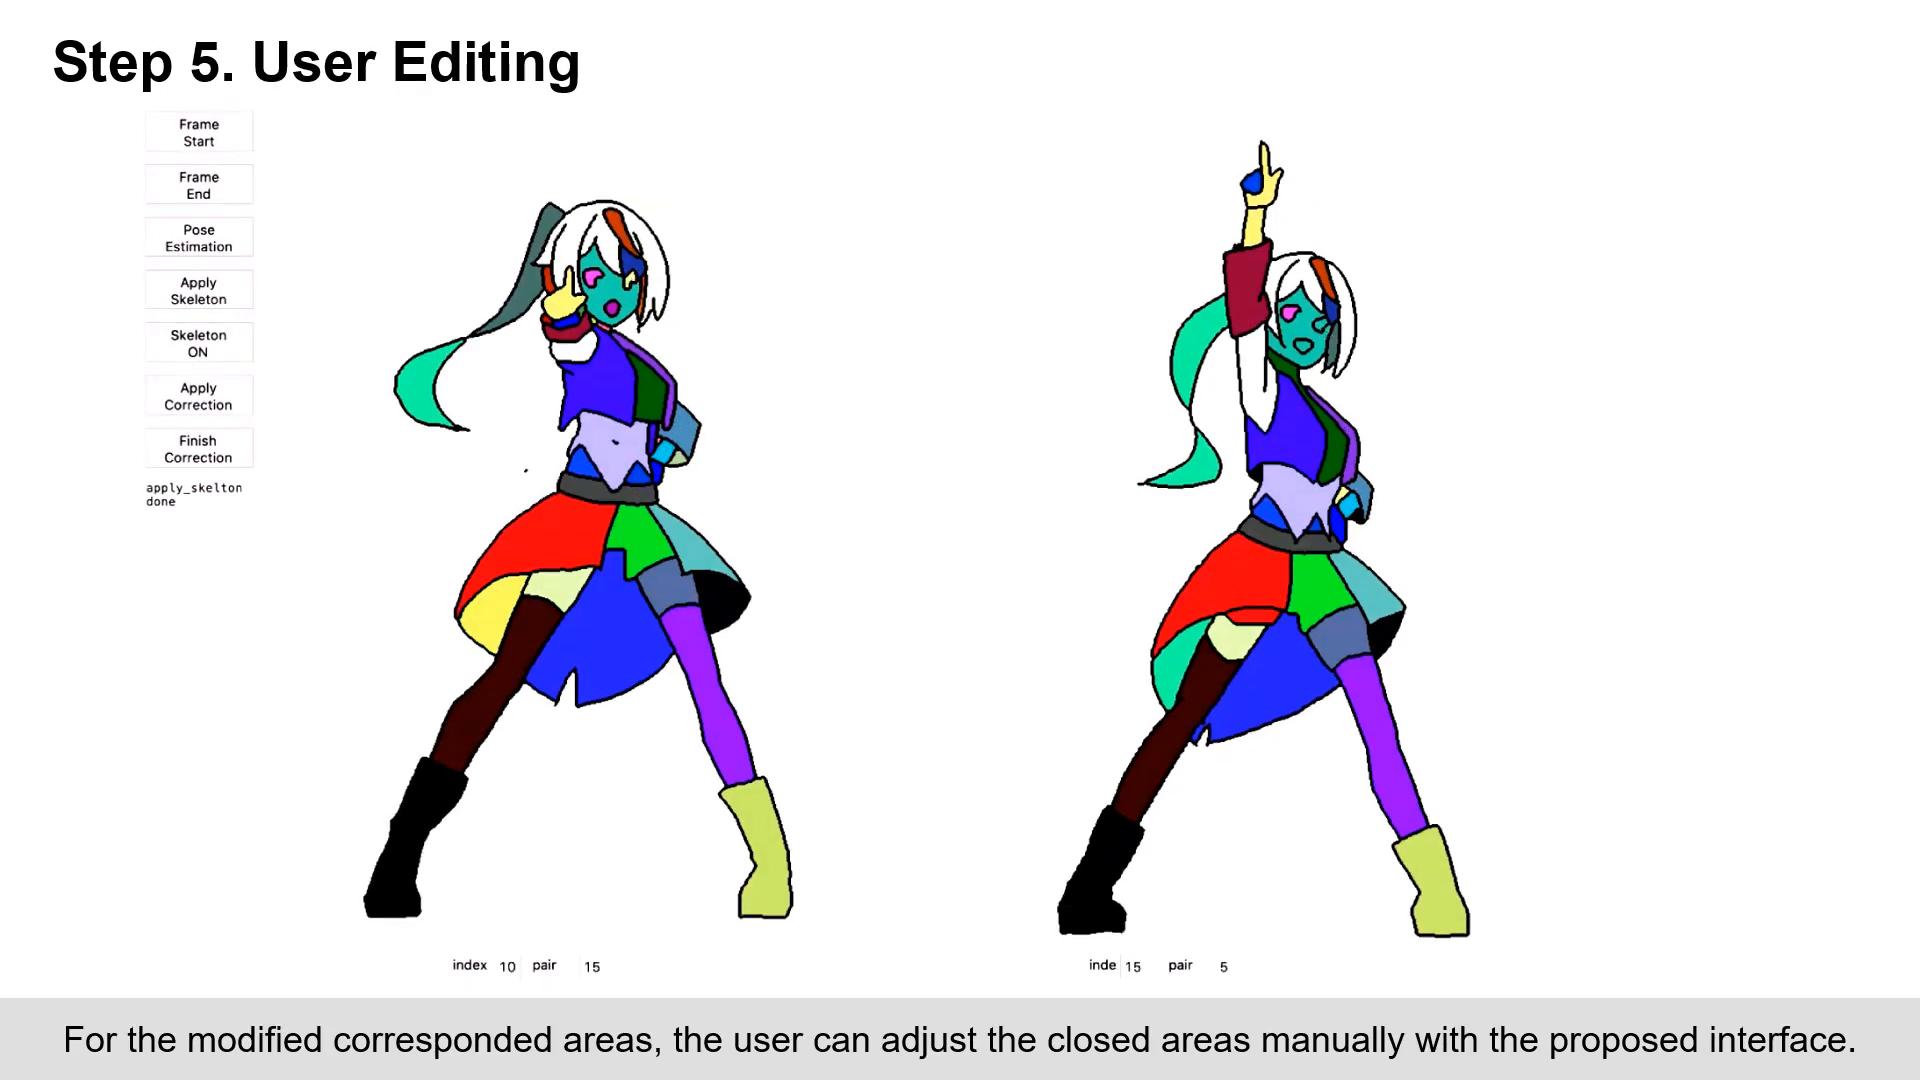 Step 5. User Editing
Frame
Start
Frame
End
Pose
Estimation
Apply
Skeleton
Skeleton
ON
Apply
Correction
Finish
Correction
apply_skelton
done
index 10 pair 15
inde 15 pair 5
For the modified corresponded areas, the user can adjust the closed areas manually with the proposed interface.